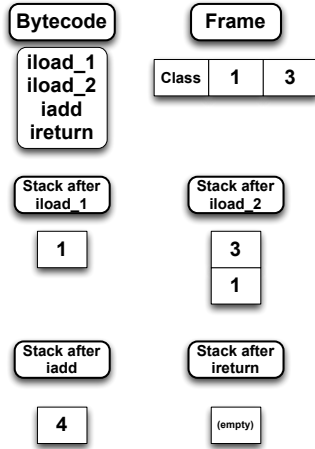 Bytecode
Frame
iload_1
iload_2
iadd
ireturn
Class 1 3
Stack after
iload_1
Stack after
iload_2
1
3
1
Stack after
iadd
Stack after
ireturn
4
(empty)